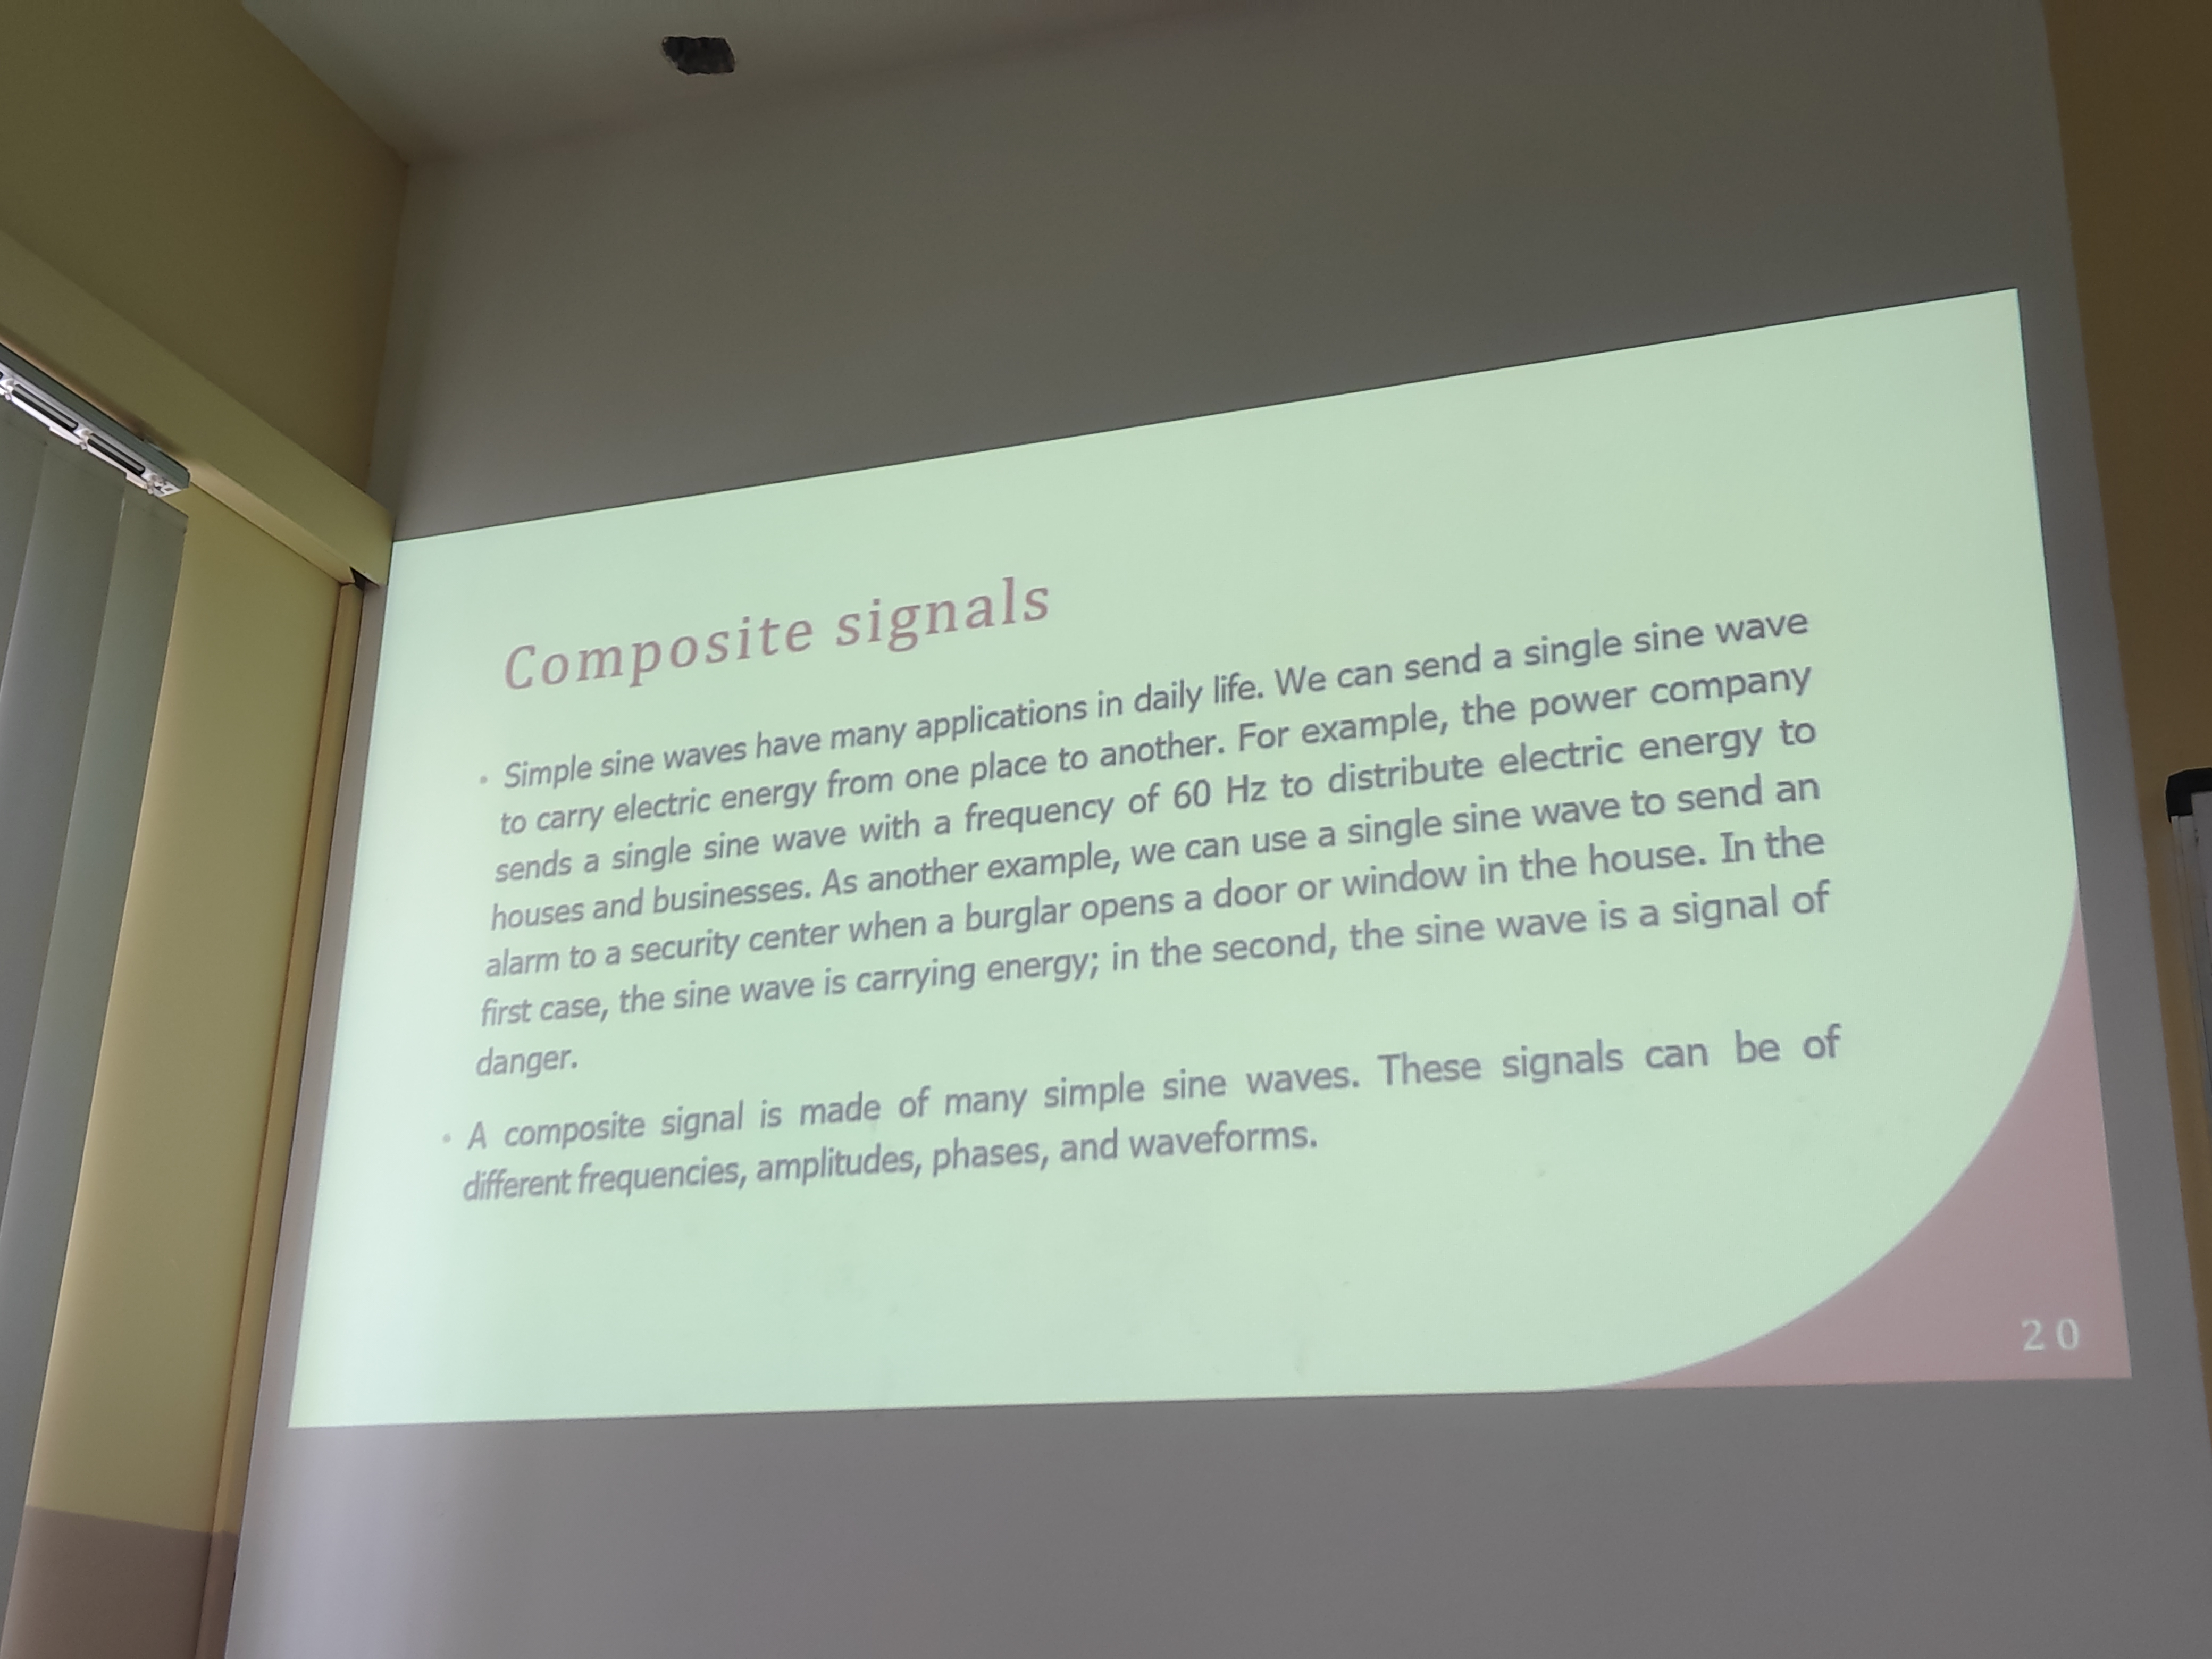 Composite signals
• Simple sine waves have many applications in daily life. We can send a single sine wave
to carry electric energy from one place to another. For example, the power company
sends a single sine wave with a frequency of 60 Hz to distribute electric energy to
houses and businesses. As another example, we can use a single sine wave to send an
alarm to a security center when a burglar opens a door or window in the house. In the
first case, the sine wave is carrying energy; in the second, the sine wave is a signal of
danger.
• A composite signal is made of many simple sine waves. These signals can be of
different frequencies, amplitudes, phases, and waveforms.
20